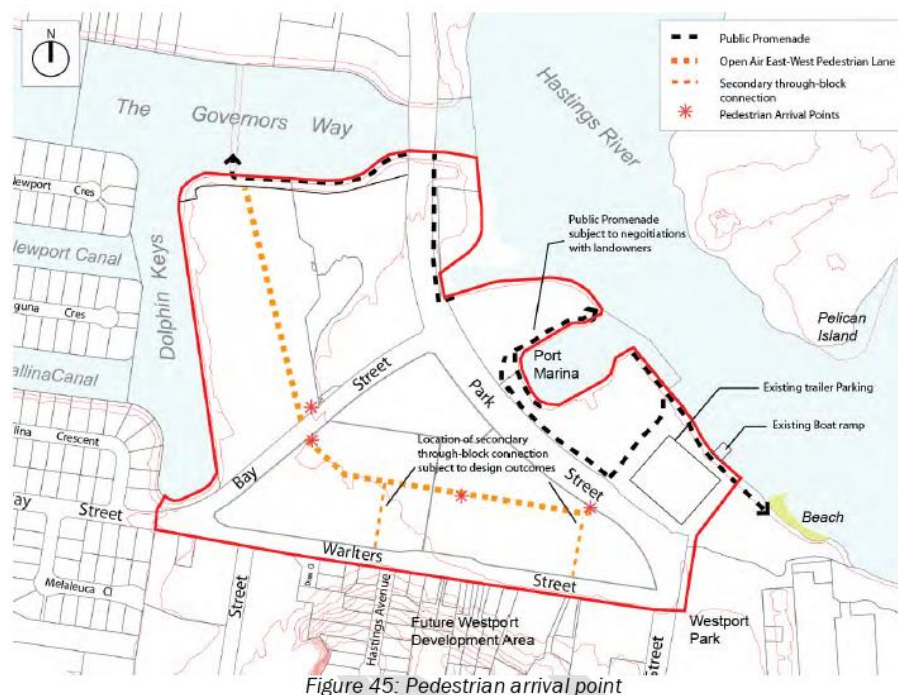 N
Public Promenade
Open Air East-West Pedestrian Lane
Secondary through-block
connection
Pedestrian Arrival Points
Hastings River
The Governors Way
Newport Cres
Newport Canal
Dolphin Keys
Laguna Cres
allinaCanal
lina Crescent
ay Street
Melaleuca Cl
Public Promenade
subject to negotiations
with landowners
Port
Marina
Pelican
Island
Existing trailer Parking
Existing Boat ramp
Bay Street
Park Street
Location of secondary
through-block connection
subject to design outcomes
Beach
Warlters Street
Street
Hastings Avenue
Future Westport
Development Area
Street
Westport
Park
Figure 45: Pedestrian arrival point